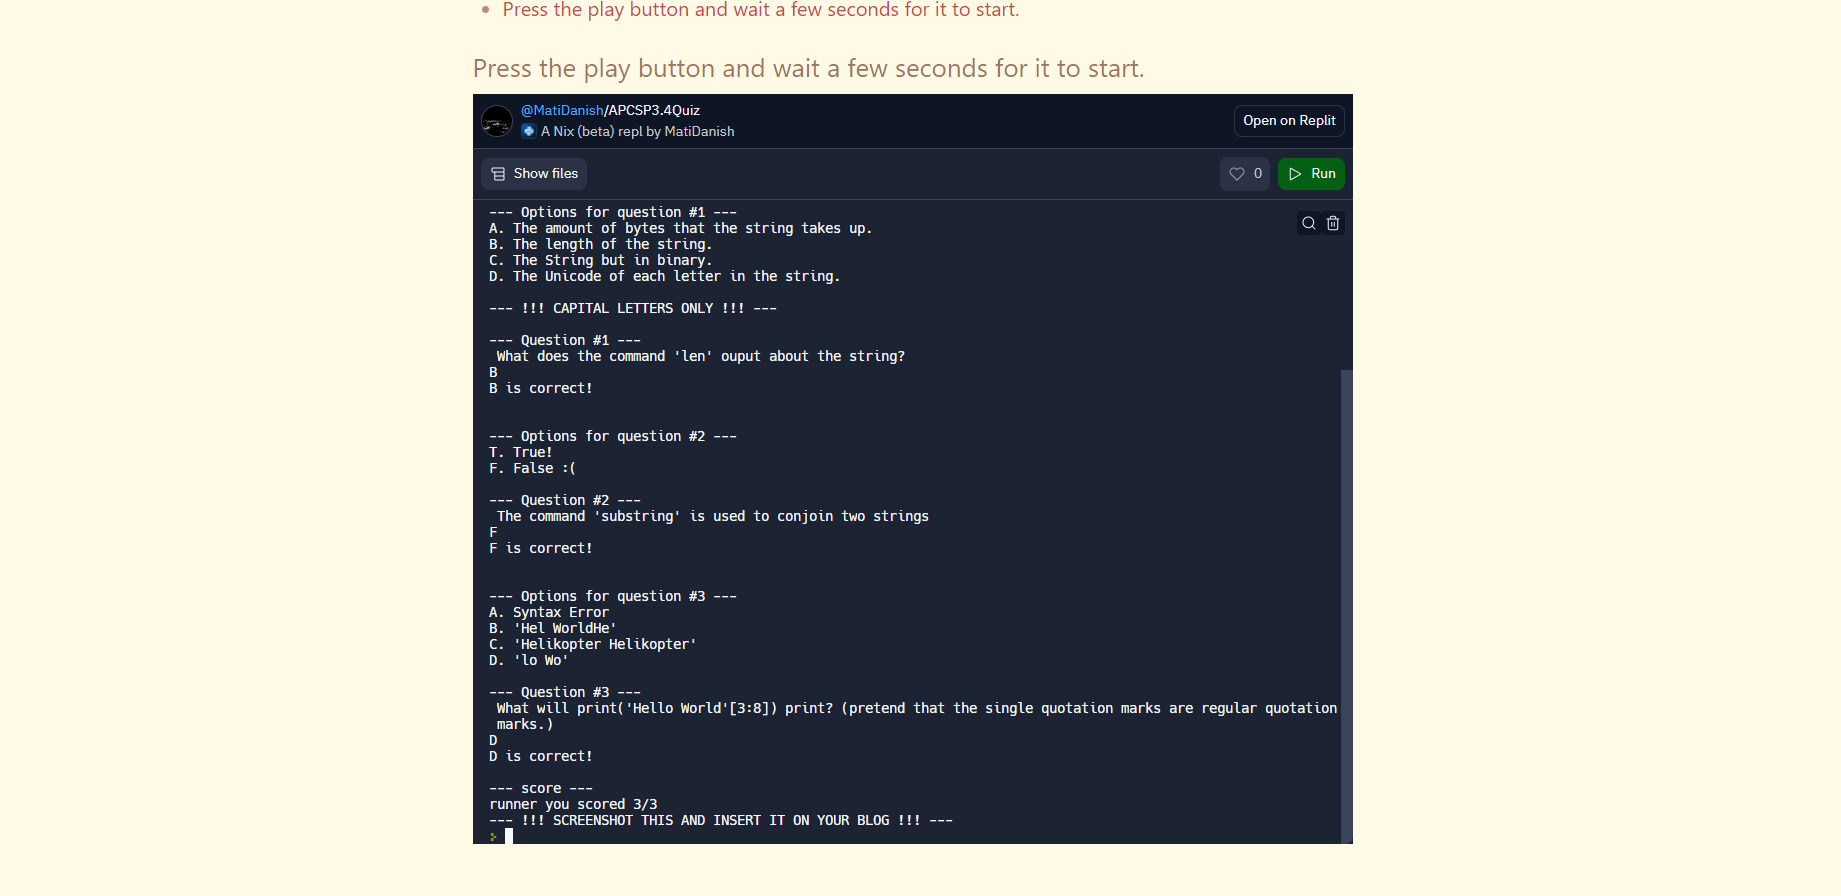 Press the play button and wait a few seconds for it to start.
Press the play button and wait a few seconds for it to start.
@MatiDanish/APCSP3.4Quiz
A Nix (beta) repl by MatiDanish
Open on Replit
Show files
0
Run
--- Options for question #1 ---
A. The amount of bytes that the string takes up.
B. The length of the string.
C. The String but in binary.
D. The Unicode of each letter in the string.
--- !!! CAPITAL LETTERS ONLY !!! ---
--- Question #1 ---
What does the command 'len' ouput about the string?
B
B is correct!
--- Options for question #2 ---
T. True!
F. False :(
--- Question #2 ---
The command 'substring' is used to conjoin two strings
F
F is correct!
--- Options for question #3 ---
A. Syntax Error
B. 'Hel WorldHe'
C. 'Helikopter Helikopter'
D. 'lo Wo'
--- Question #3 ---
What will print('Hello World'[3:8]) print? (pretend that the single quotation marks are regular quotation
marks.)
D
D is correct!
--- score ---
runner you scored 3/3
--- !!! SCREENSHOT THIS AND INSERT IT ON YOUR BLOG !!! ---